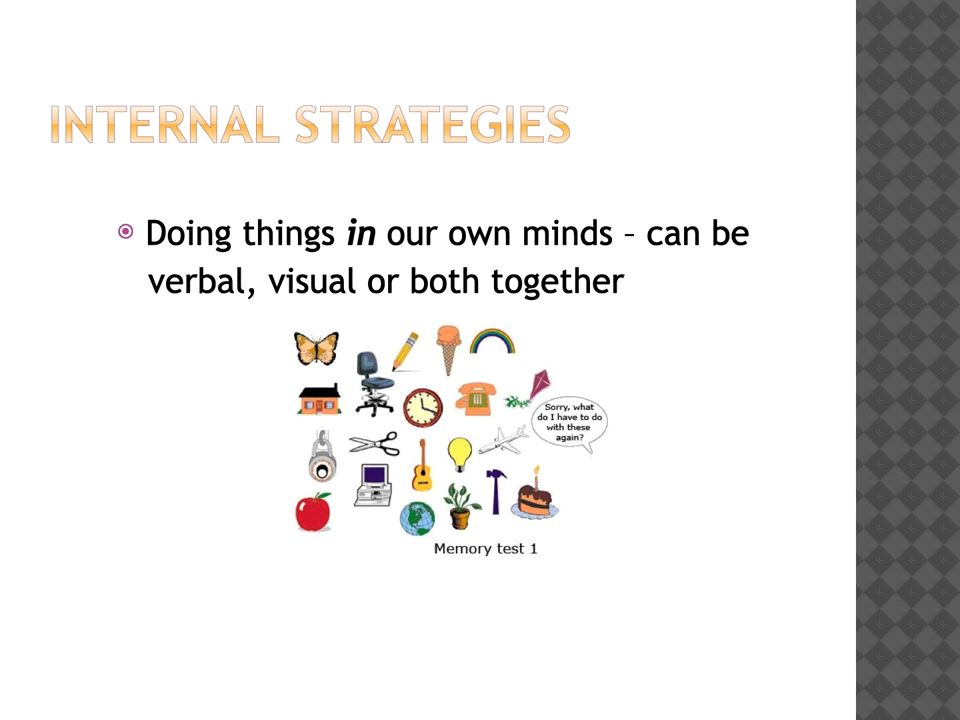 INTERNAL STRATEGIES
Doing things in our own minds – can be
verbal, visual or both together
Sorry, what
do I have to do
with these
again?
Memory test 1